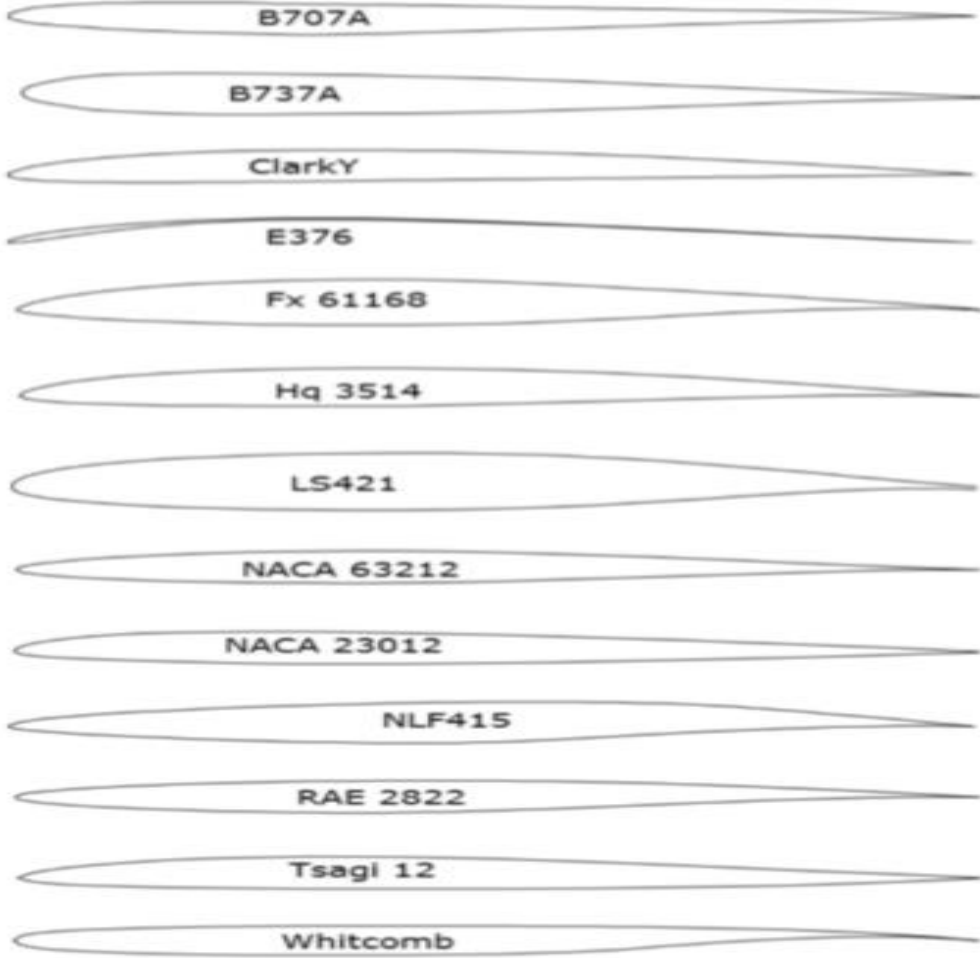 B707A
B737A
ClarkY
E376
Fx 61168
Hq 3514
LS421
NACA 63212
NACA 23012
NLF415
RAE 2822
Tsagi 12
Whitcomb